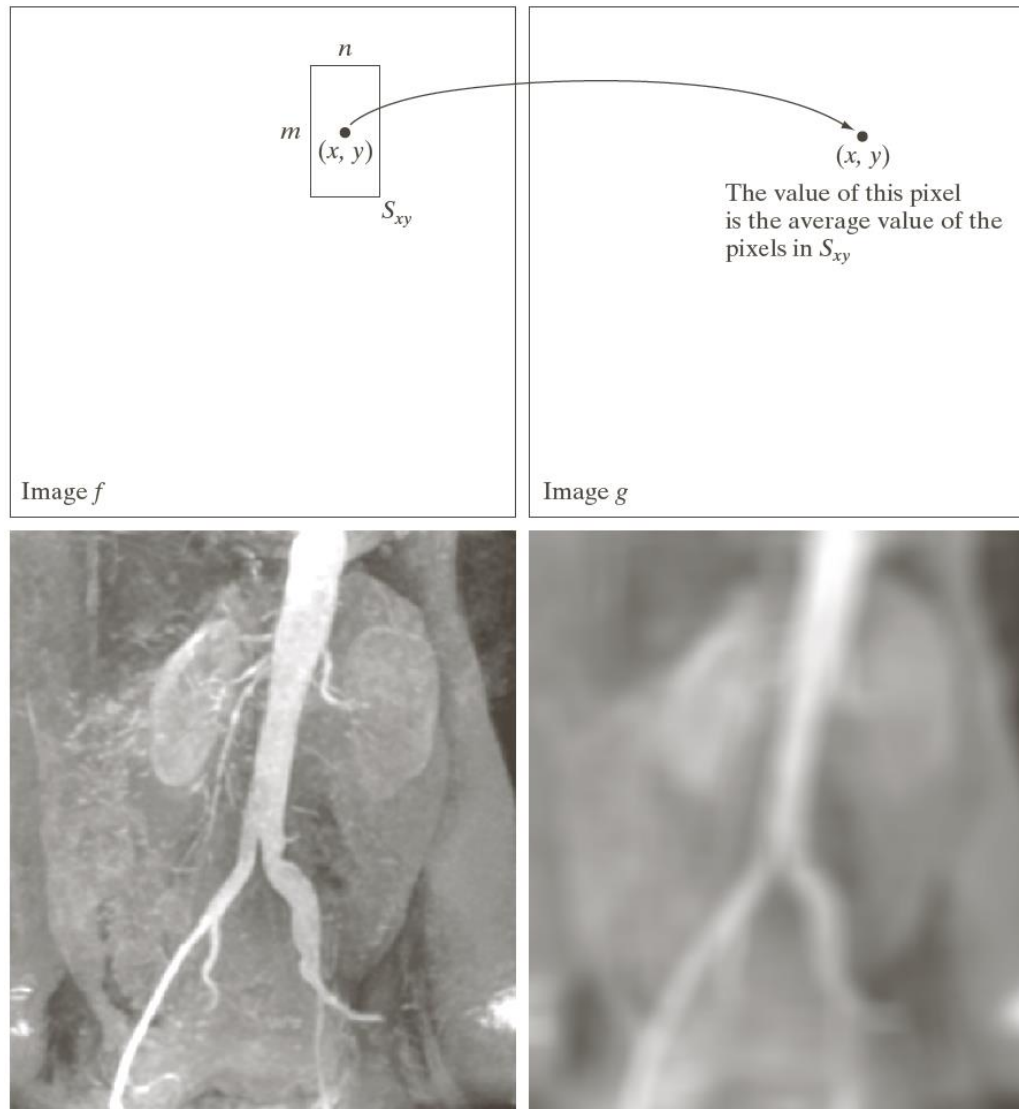 n
m
(x, y)
S_xy
Image f
(x, y)
The value of this pixel
is the average value of the
pixels in S_xy
Image g